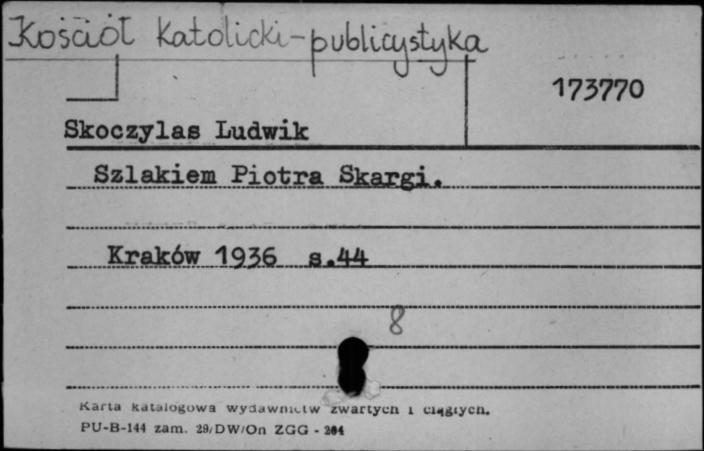 Kościół katolicki-publicystyka
173770
Skoczylas Ludwik
Szlakiem Piotra Skargi.
Kraków 1936 s.44
8
Karta katalogowa wydawnictw zwartych i ciągłych.
PU-B-144 zam. 29/DW/On ZGG - 264